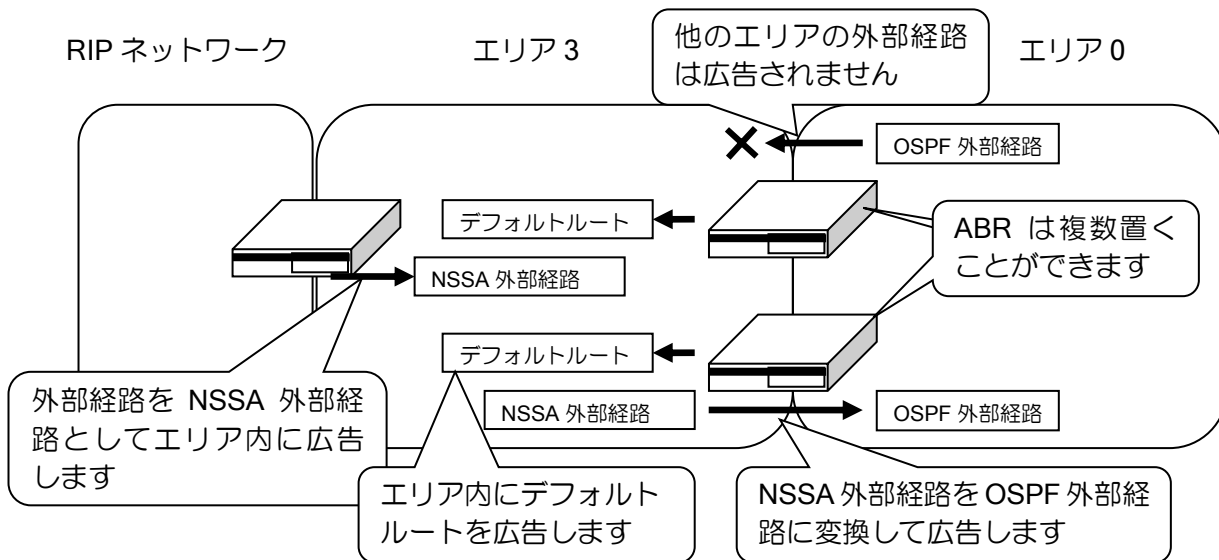 RIP ネットワーク
エリア 3
エリア 0
他のエリアの外部経路
は広告されません
OSPF 外部経路
デフォルトルート
ABR は複数置く
ことができます
NSSA 外部経路
デフォルトルート
外部経路を NSSA 外部経
路としてエリア内に広告
します
NSSA 外部経路
OSPF 外部経路
エリア内にデフォルト
ルートを広告します
NSSA 外部経路を OSPF 外部経
路に変換して広告します